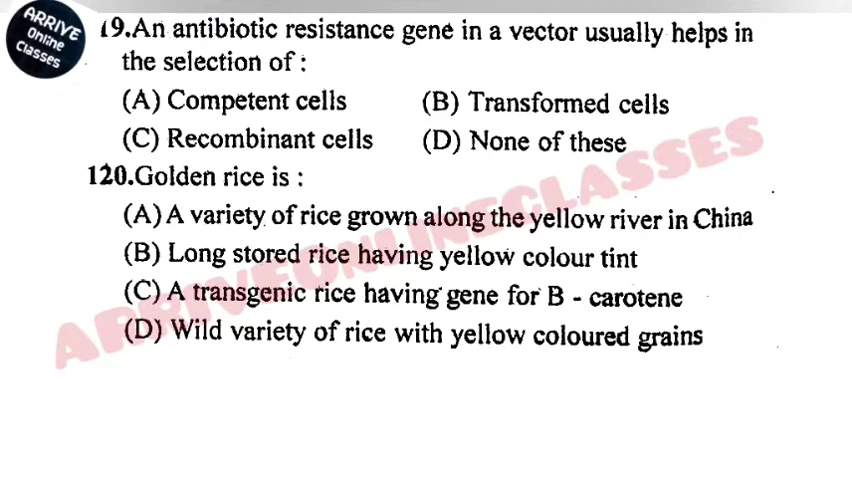 ARRIVE
Online
Classes
19.An antibiotic resistance gene in a vector usually helps in
the selection of :
(A) Competent cells (B) Transformed cells
(C) Recombinant cells (D) None of these
120.Golden rice is :
(A) A variety of rice grown along the yellow river in China
(B) Long stored rice having yellow colour tint
(C) A transgenic rice having gene for B - carotene
(D) Wild variety of rice with yellow coloured grains
ARRIVEONLINECLASSES